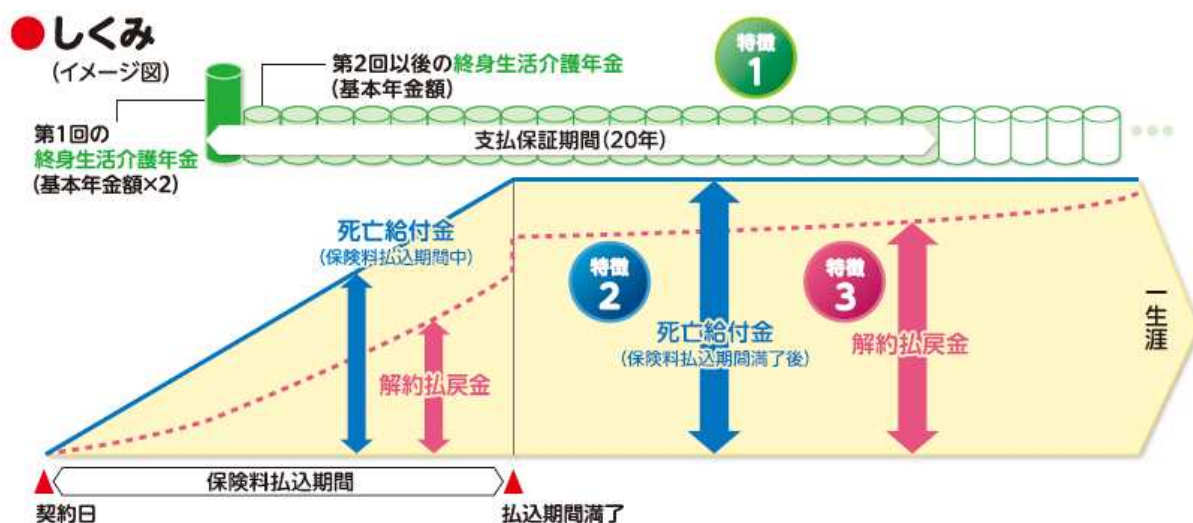 ●しくみ
(イメージ図)
第1回の
終身生活介護年金
(基本年金額×2)
第2回以後の終身生活介護年金
(基本年金額)
特徴
1
支払保証期間(20年)
死亡給付金
(保険料払込期間中)
解約払戻金
特徴
2
死亡給付金
(保険料払込期間満了後)
特徴
3
解約払戻金
一生涯
保険料払込期間
契約日
払込期間満了